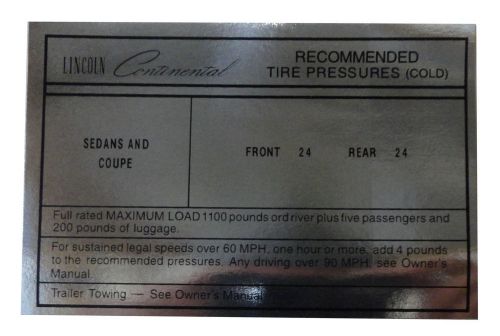 LINCOLN Continental
RECOMMENDED
TIRE PRESSURES (COLD)
SEDANS AND
COUPE
FRONT 24 REAR 24
Full rated MAXIMUM LOAD 1100 pounds ord river plus five passengers and
200 pounds of luggage.
For sustained legal speeds over 60 MPH, one hour or more, add 4 pounds
to the recommended pressures. Any driving over 90 MPH, see Owner's
Manual.
Trailer Towing — See Owner's Manual